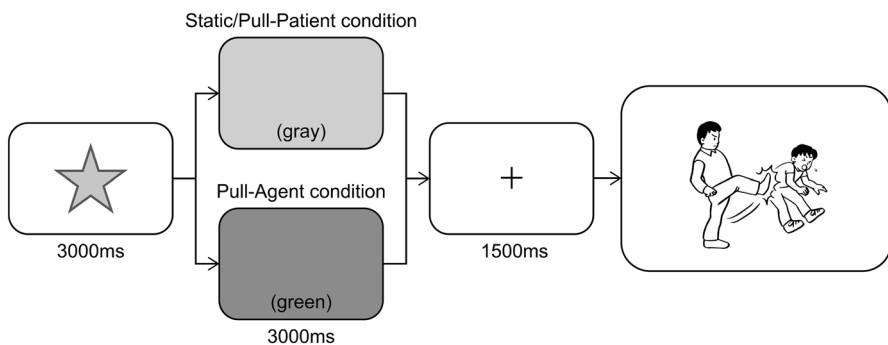 Static/Pull-Patient condition
(gray)
3000ms
Pull-Agent condition
(green)
3000ms
1500ms